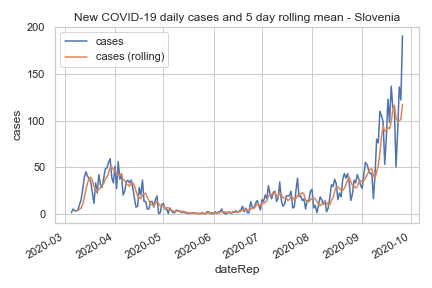 New COVID-19 daily cases and 5 day rolling mean - Slovenia
cases
cases (rolling)
200
150
100
50
0
cases
2020-03
2020-04
2020-05
2020-06
2020-07
2020-08
2020-09
2020-10
dateRep